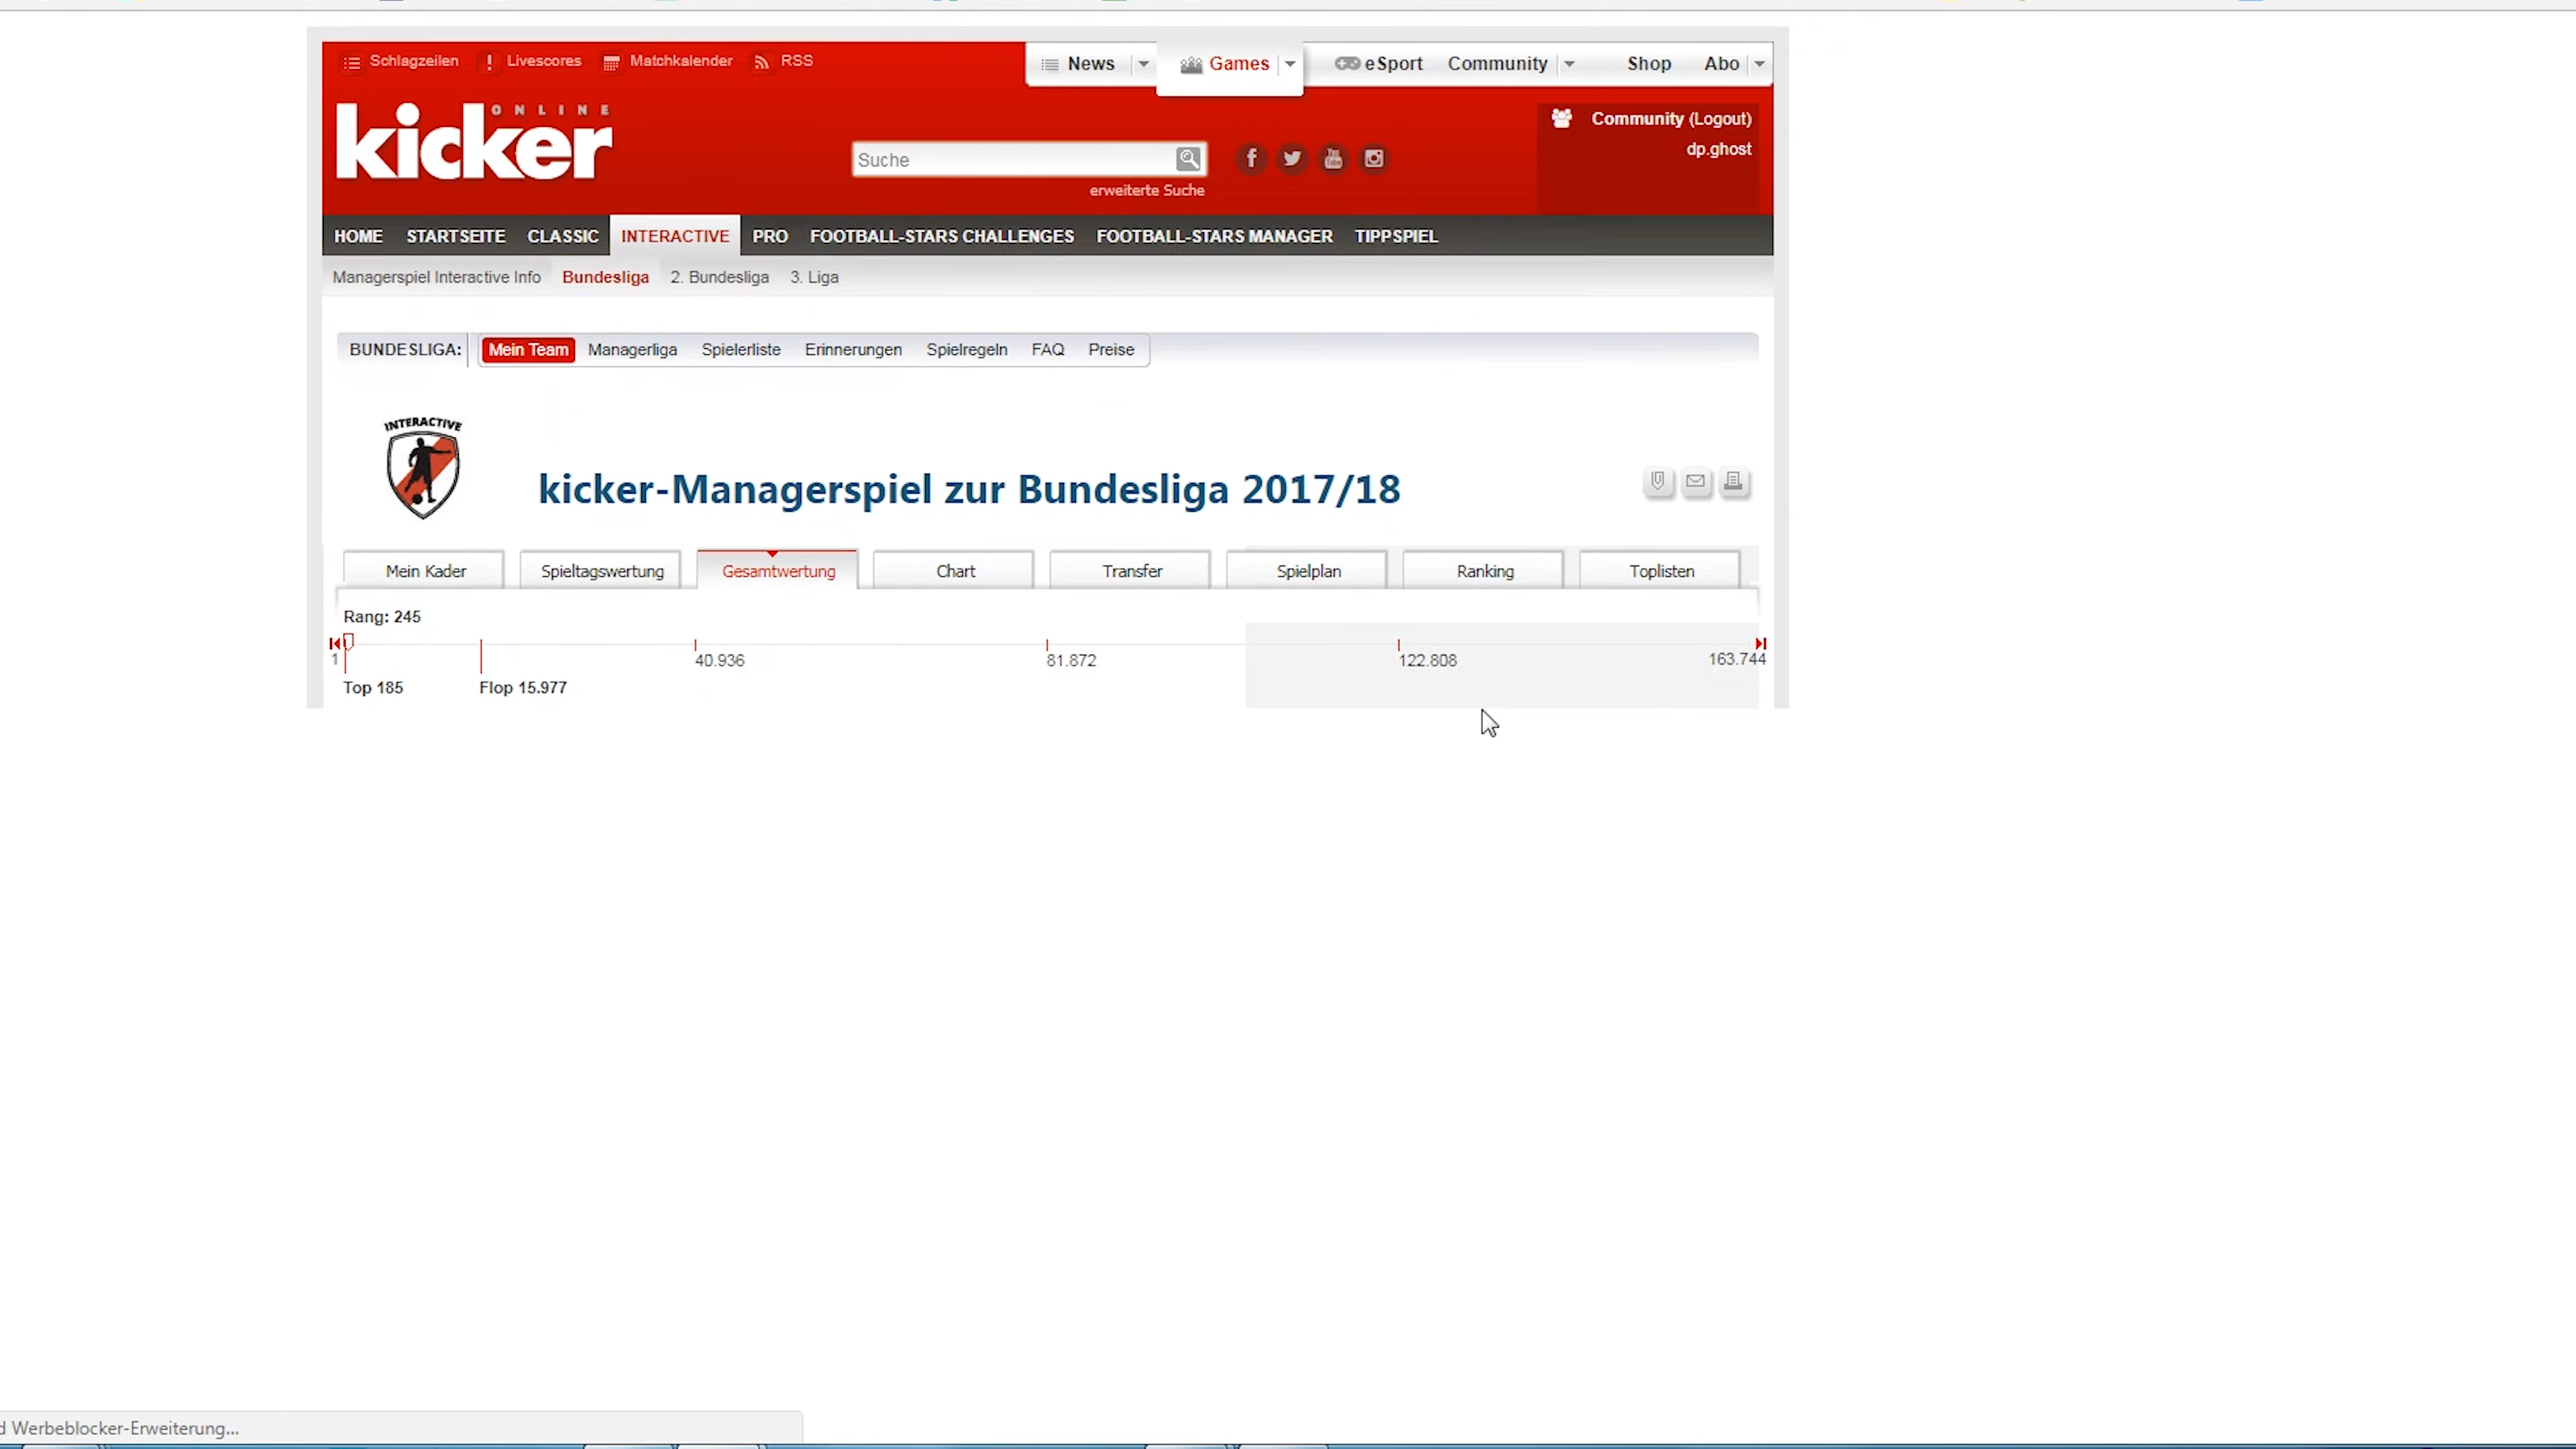 Schlagzeilen Livescores Matchkalender RSS
News Games eSport Community Shop Abo
ONLINE
kicker
Community (Logout)
dp.ghost
Suche
erweiterte Suche
HOME STARTSEITE CLASSIC INTERACTIVE PRO FOOTBALL-STARS CHALLENGES FOOTBALL-STARS MANAGER TIPPSPIEL
Managerspiel Interactive Info Bundesliga 2. Bundesliga 3. Liga
BUNDESLIGA: Mein Team Managerliga Spielerliste Erinnerungen Spielregeln FAQ Preise
INTERACTIVE
kicker-Managerspiel zur Bundesliga 2017/18
Mein Kader Spieltagswertung Gesamtwertung Chart Transfer Spielplan Ranking Toplisten
Rang: 245
1 40.936 81.872 122.808 163.744
Top 185 Flop 15.977
Werbeblocker-Erweiterung...